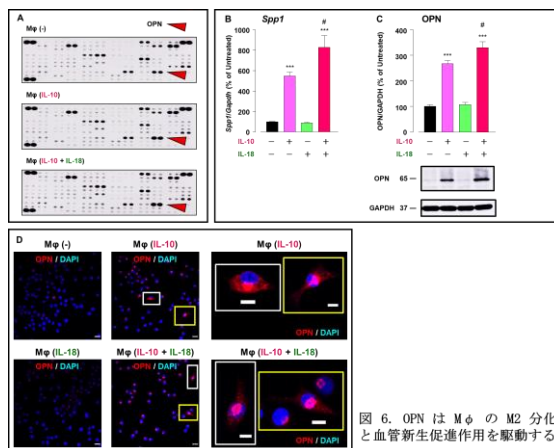 A
OPN
Mφ (-)
Mφ (IL-10)
Mφ (IL-10 + IL-18)
B
Spp1
Spp1/Gapdh (% of Untreated)
1000
800
600
400
200
0
***
#
***
IL-10
IL-18
− + − +
− − + +
C
OPN
OPN/GAPDH (% of Untreated)
400
300
200
100
0
***
#
***
IL-10
IL-18
− + − +
− − + +
OPN 65
GAPDH 37
D
Mφ (-)
OPN / DAPI
Mφ (IL-10)
OPN / DAPI
Mφ (IL-10)
OPN / DAPI
Mφ (IL-18)
OPN / DAPI
Mφ (IL-10 + IL-18)
OPN / DAPI
Mφ (IL-10 + IL-18)
OPN / DAPI
図 6. OPN は Mφ の M2 分化
と血管新生促進作用を駆動する